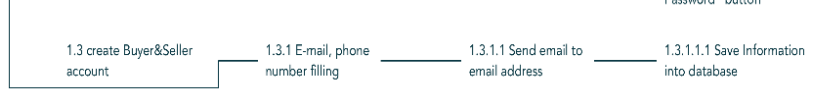 Password" button
1.3 create Buyer&Seller
account
1.3.1 E-mail, phone
number filling
1.3.1.1 Send email to
email address
1.3.1.1.1 Save Information
into database